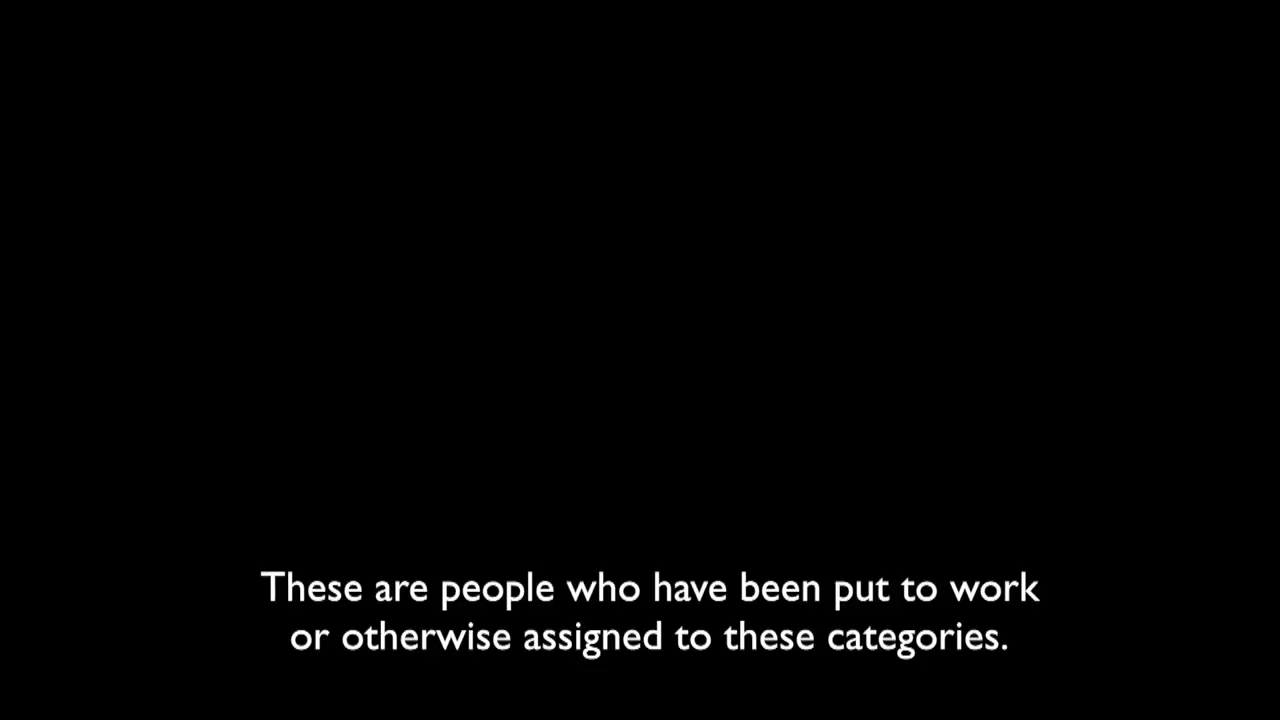 These are people who have been put to work
or otherwise assigned to these categories.